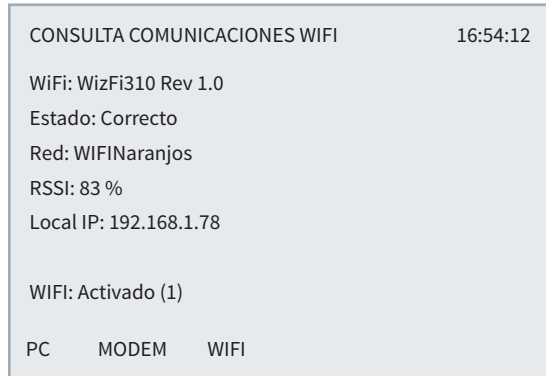 CONSULTA COMUNICACIONES WIFI 16:54:12
WiFi: WizFi310 Rev 1.0
Estado: Correcto
Red: WIFINaranjos
RSSI: 83 %
Local IP: 192.168.1.78
WIFI: Activado (1)
PC MODEM WIFI